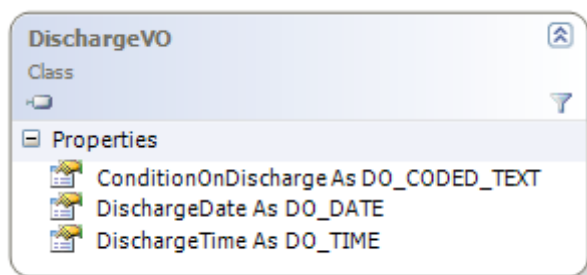 DischargeVO
Class
Properties
ConditionOnDischarge As DO_CODED_TEXT
DischargeDate As DO_DATE
DischargeTime As DO_TIME